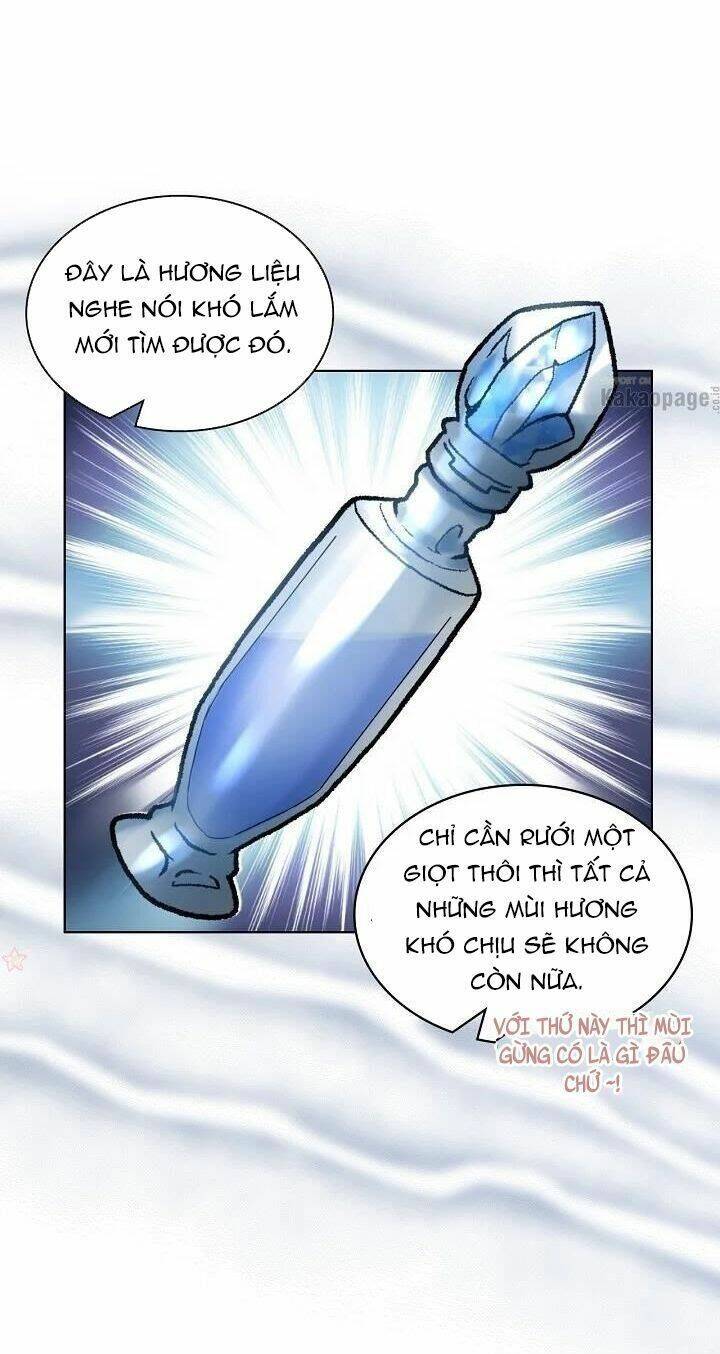 ĐÂY LÀ HƯƠNG LIỆU
NGHE NÓI KHÓ LẮM
MỚI TÌM ĐƯỢC ĐÓ.
Kakaopage.co.id
CHỈ CẦN RƯỚI MỘT
GIỌT THÔI THÌ TẤT CẢ
NHỮNG MÙI HƯƠNG
KHÓ CHỊU SẼ KHÔNG
CÒN NỮA.
VỚI THỨ NÀY THÌ MÙI
GỪNG CÓ LÀ GÌ ĐÂU
CHỨ ~!